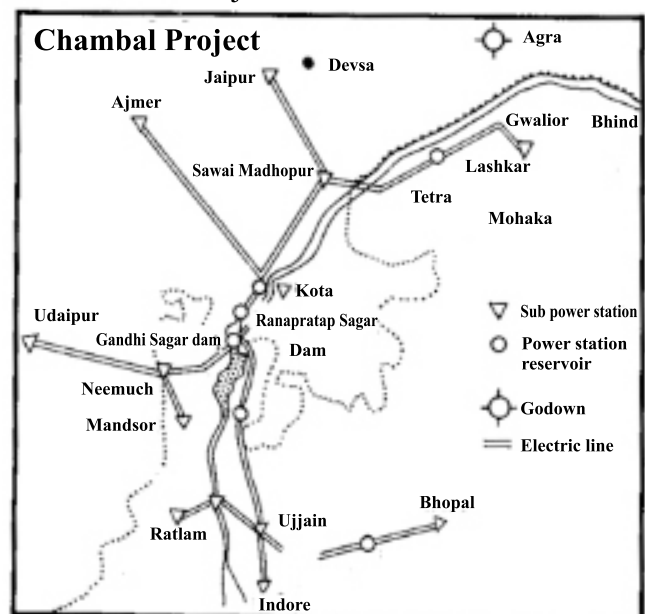 Chambal Project
Agra
Devsa
Jaipur
Ajmer
Gwalior
Bhind
Sawai Madhopur
Lashkar
Tetra
Mohaka
Kota
Udaipur
Ranapratap Sagar
Dam
Gandhi Sagar dam
Neemuch
Mandsor
Sub power station
Power station
reservoir
Godown
Electric line
Bhopal
Ujjain
Ratlam
Indore